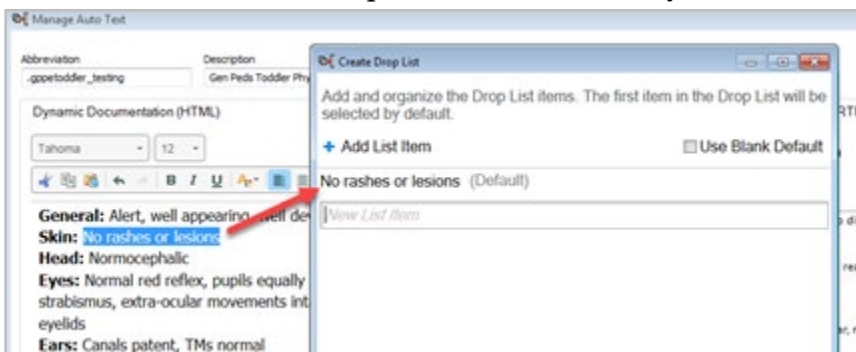 Manage Auto Text
Abbreviation
Description
.gppetoddler_testing
Gen Peds Toddler Phy
Dynamic Documentation (HTML)
Tahoma
12
B I U
General: Alert, well appearing, well de
Skin: No rashes or lesions
Head: Normocephalic
Eyes: Normal red reflex, pupils equally
strabismus, extra-ocular movements int
eyelids
Ears: Canals patent, TMs normal
Create Drop List
Add and organize the Drop List items. The first item in the Drop List will be
selected by default.
+ Add List Item
Use Blank Default
No rashes or lesions (Default)
New List Item